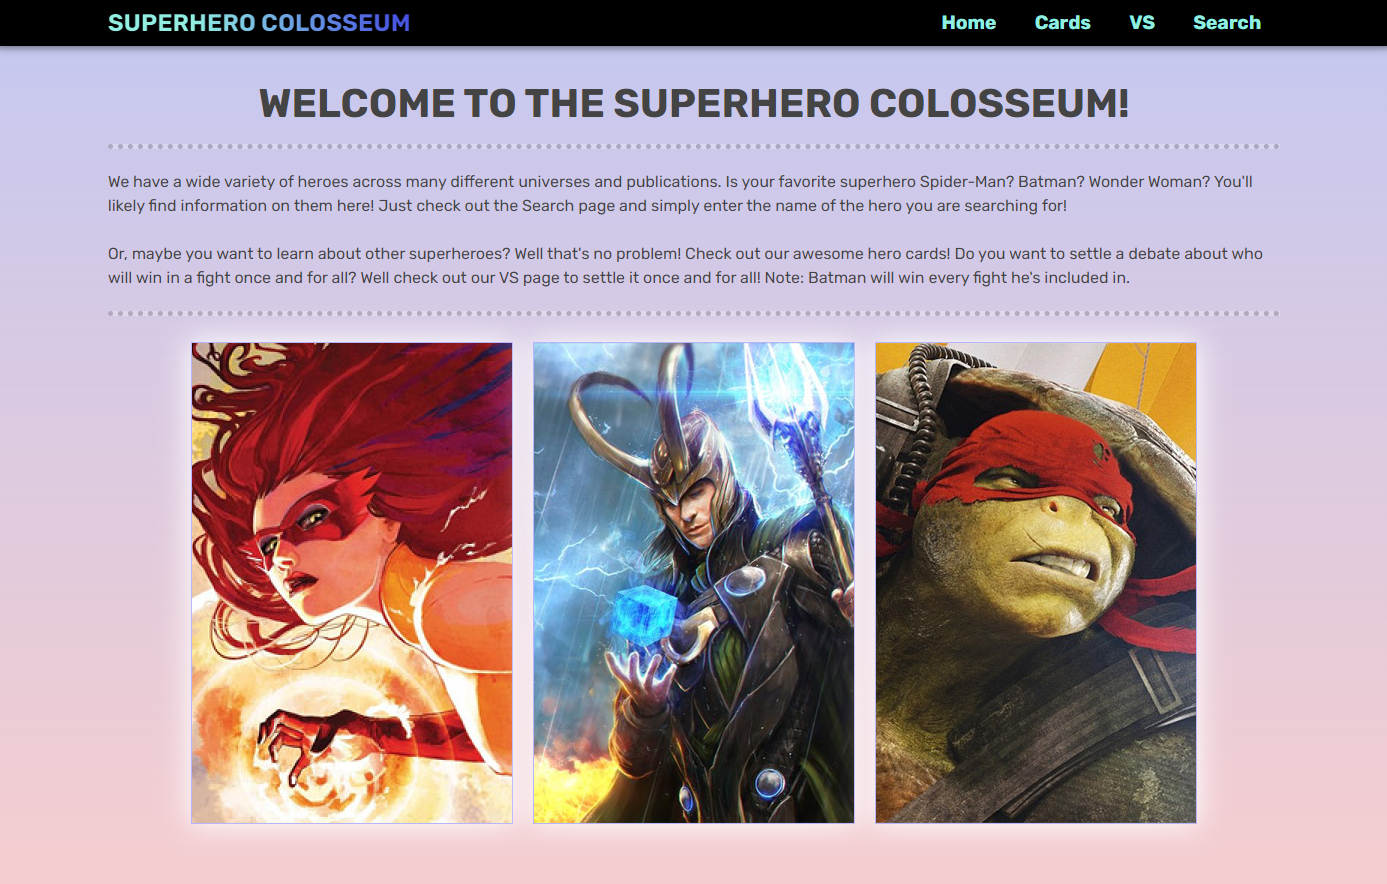 SUPERHERO COLOSSEUM
Home Cards VS Search
WELCOME TO THE SUPERHERO COLOSSEUM!
We have a wide variety of heroes across many different universes and publications. Is your favorite superhero Spider-Man? Batman? Wonder Woman? You'll
likely find information on them here! Just check out the Search page and simply enter the name of the hero you are searching for!
Or, maybe you want to learn about other superheroes? Well that's no problem! Check out our awesome hero cards! Do you want to settle a debate about who
will win in a fight once and for all? Well check out our VS page to settle it once and for all! Note: Batman will win every fight he's included in.